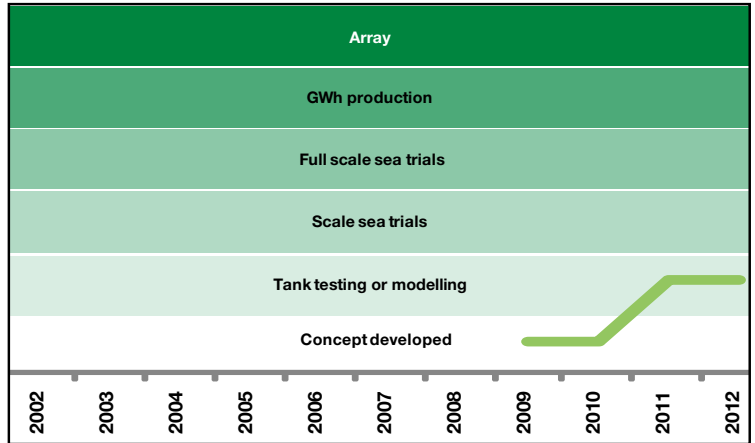 Array
GWh production
Full scale sea trials
Scale sea trials
Tank testing or modelling
Concept developed
2002
2003
2004
2005
2006
2007
2008
2009
2010
2011
2012